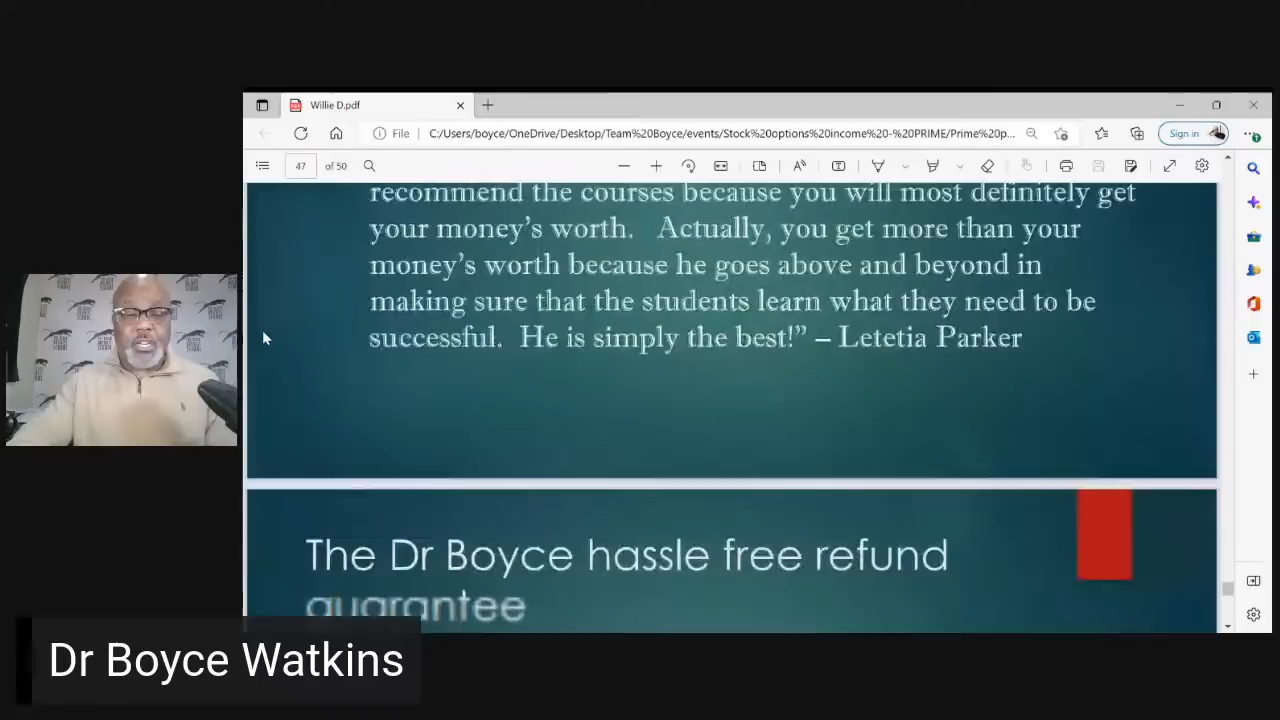 Willie D.pdf
File
C:/Users/boyce/OneDrive/Desktop/Team%20Boyce/events/Stock%20options%20income%20-%20PRIME/Prime%20p...
Sign in
47 of 50
recommend the courses because you will most definitely get
your money’s worth. Actually, you get more than your
money’s worth because he goes above and beyond in
making sure that the students learn what they need to be
successful. He is simply the best!” – Letetia Parker
The Dr Boyce hassle free refund
guarantee
Dr Boyce Watkins